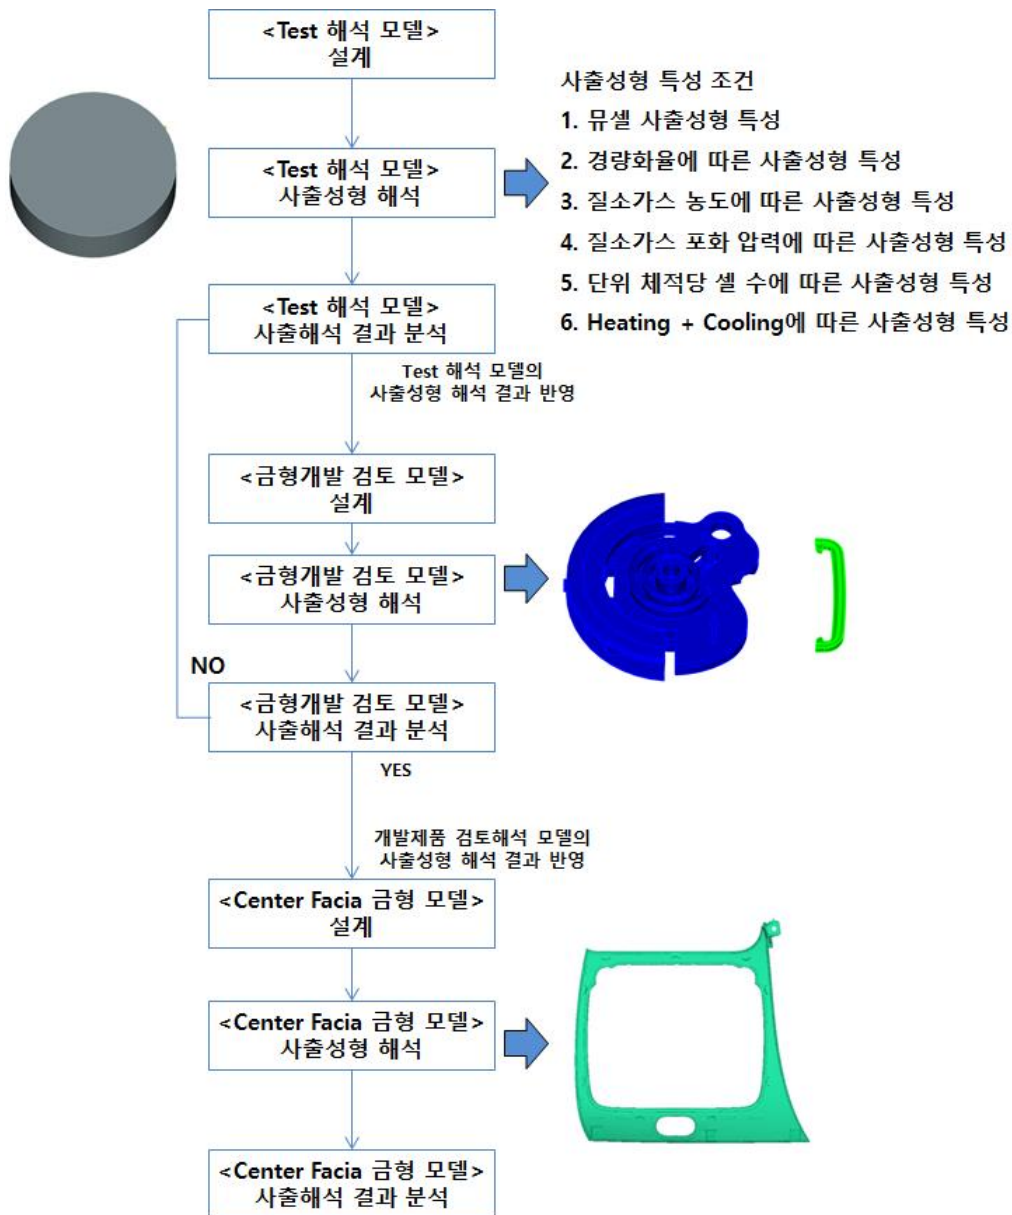 <Test 해석 모델>
설계
사출성형 특성 조건
1. 뮤셀 사출성형 특성
2. 경량화율에 따른 사출성형 특성
3. 질소가스 농도에 따른 사출성형 특성
4. 질소가스 포화 압력에 따른 사출성형 특성
5. 단위 체적당 셀 수에 따른 사출성형 특성
6. Heating + Cooling에 따른 사출성형 특성
<Test 해석 모델>
사출성형 해석
<Test 해석 모델>
사출해석 결과 분석
Test 해석 모델의
사출성형 해석 결과 반영
<금형개발 검토 모델>
설계
<금형개발 검토 모델>
사출성형 해석
NO
<금형개발 검토 모델>
사출해석 결과 분석
YES
개발제품 검토해석 모델의
사출성형 해석 결과 반영
<Center Facia 금형 모델>
설계
<Center Facia 금형 모델>
사출성형 해석
<Center Facia 금형 모델>
사출해석 결과 분석